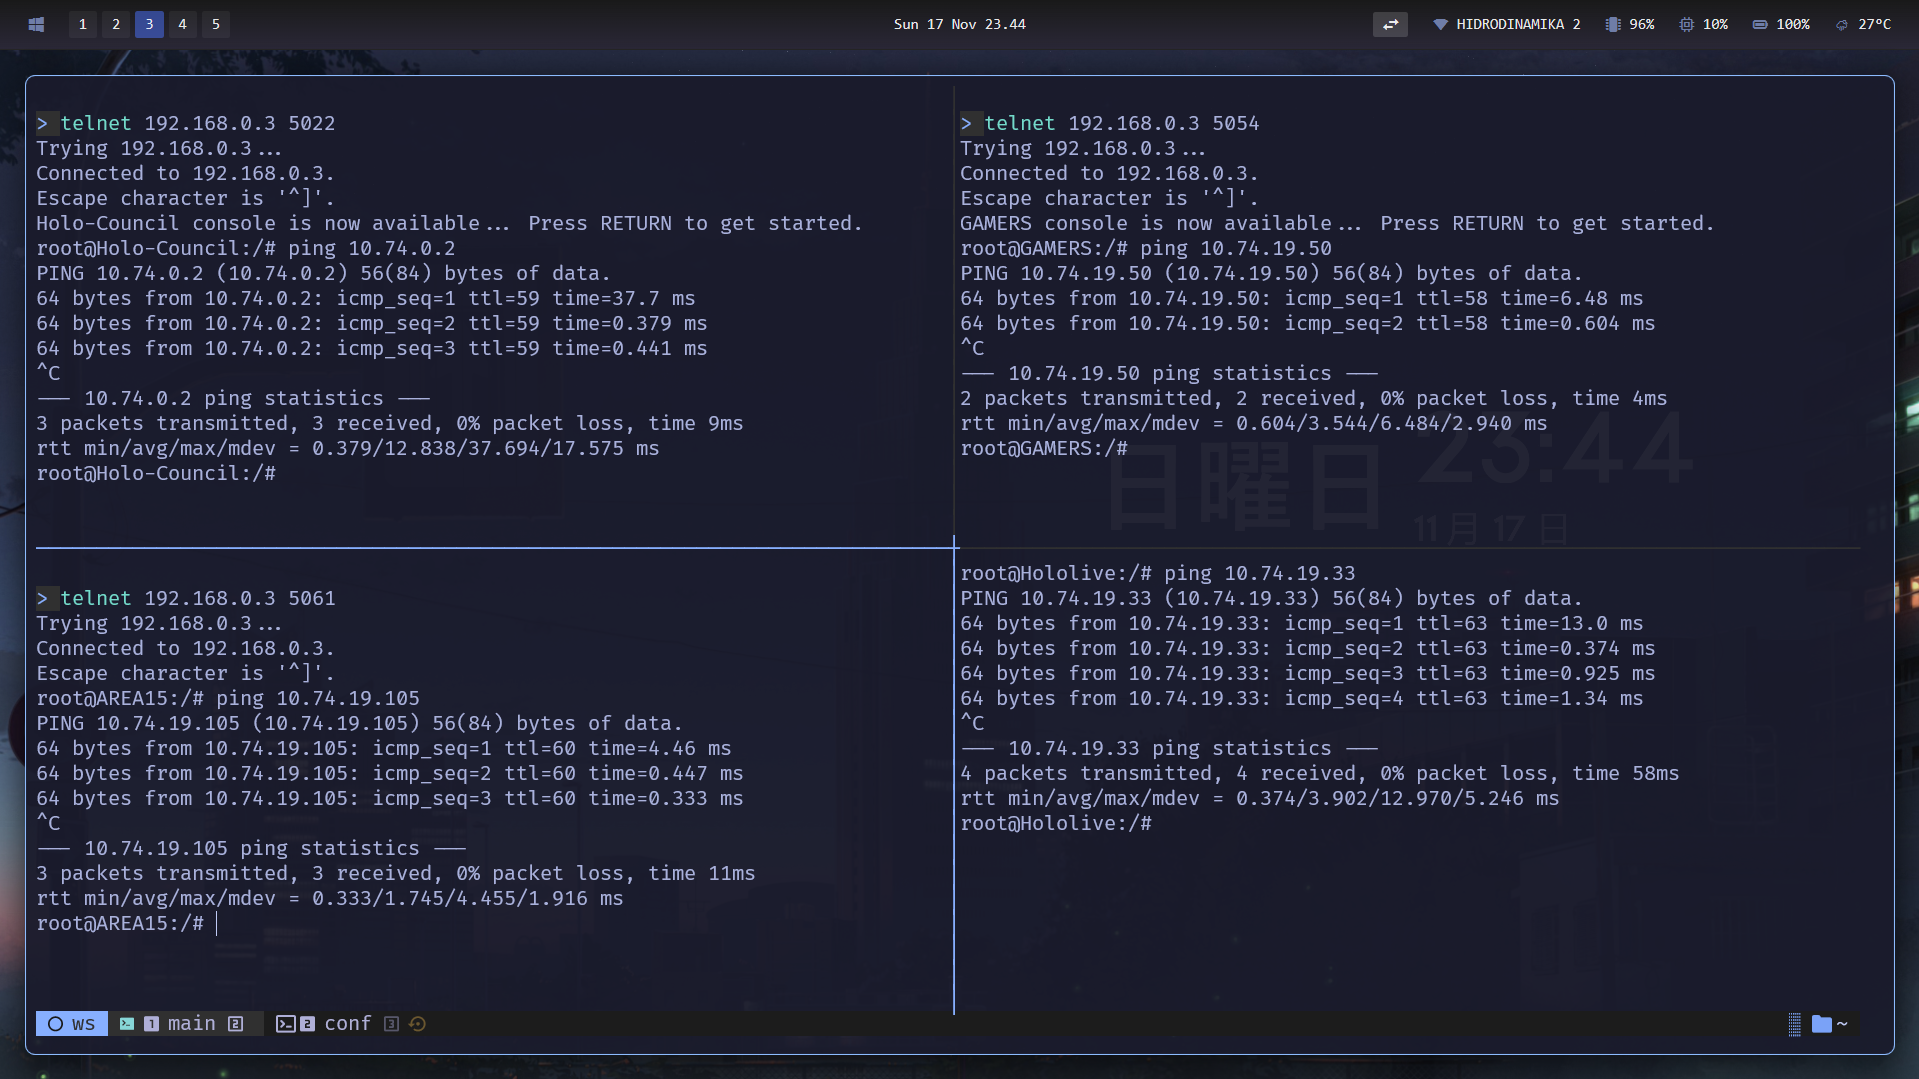 1 2 3 4 5
Sun 17 Nov 23.44
HIDRODINAMIKA 2 96% 10% 100% 27°C
> telnet 192.168.0.3 5022
Trying 192.168.0.3...
Connected to 192.168.0.3.
Escape character is '^]'.
Holo-Council console is now available... Press RETURN to get started.
root@Holo-Council:/# ping 10.74.0.2
PING 10.74.0.2 (10.74.0.2) 56(84) bytes of data.
64 bytes from 10.74.0.2: icmp_seq=1 ttl=59 time=37.7 ms
64 bytes from 10.74.0.2: icmp_seq=2 ttl=59 time=0.379 ms
64 bytes from 10.74.0.2: icmp_seq=3 ttl=59 time=0.441 ms
^C
--- 10.74.0.2 ping statistics ---
3 packets transmitted, 3 received, 0% packet loss, time 9ms
rtt min/avg/max/mdev = 0.379/12.838/37.694/17.575 ms
root@Holo-Council:/#
> telnet 192.168.0.3 5054
Trying 192.168.0.3...
Connected to 192.168.0.3.
Escape character is '^]'.
GAMERS console is now available... Press RETURN to get started.
root@GAMERS:/# ping 10.74.19.50
PING 10.74.19.50 (10.74.19.50) 56(84) bytes of data.
64 bytes from 10.74.19.50: icmp_seq=1 ttl=58 time=6.48 ms
64 bytes from 10.74.19.50: icmp_seq=2 ttl=58 time=0.604 ms
^C
--- 10.74.19.50 ping statistics ---
2 packets transmitted, 2 received, 0% packet loss, time 4ms
rtt min/avg/max/mdev = 0.604/3.544/6.484/2.940 ms
root@GAMERS:/#
日曜日 23:44
11月 17 日
> telnet 192.168.0.3 5061
Trying 192.168.0.3...
Connected to 192.168.0.3.
Escape character is '^]'.
root@AREA15:/# ping 10.74.19.105
PING 10.74.19.105 (10.74.19.105) 56(84) bytes of data.
64 bytes from 10.74.19.105: icmp_seq=1 ttl=60 time=4.46 ms
64 bytes from 10.74.19.105: icmp_seq=2 ttl=60 time=0.447 ms
64 bytes from 10.74.19.105: icmp_seq=3 ttl=60 time=0.333 ms
^C
--- 10.74.19.105 ping statistics ---
3 packets transmitted, 3 received, 0% packet loss, time 11ms
rtt min/avg/max/mdev = 0.333/1.745/4.455/1.916 ms
root@AREA15:/#
root@Hololive:/# ping 10.74.19.33
PING 10.74.19.33 (10.74.19.33) 56(84) bytes of data.
64 bytes from 10.74.19.33: icmp_seq=1 ttl=63 time=13.0 ms
64 bytes from 10.74.19.33: icmp_seq=2 ttl=63 time=0.374 ms
64 bytes from 10.74.19.33: icmp_seq=3 ttl=63 time=0.925 ms
64 bytes from 10.74.19.33: icmp_seq=4 ttl=63 time=1.34 ms
^C
--- 10.74.19.33 ping statistics ---
4 packets transmitted, 4 received, 0% packet loss, time 58ms
rtt min/avg/max/mdev = 0.374/3.902/12.970/5.246 ms
root@Hololive:/#
ws 1 main 2 2 conf 3 ~